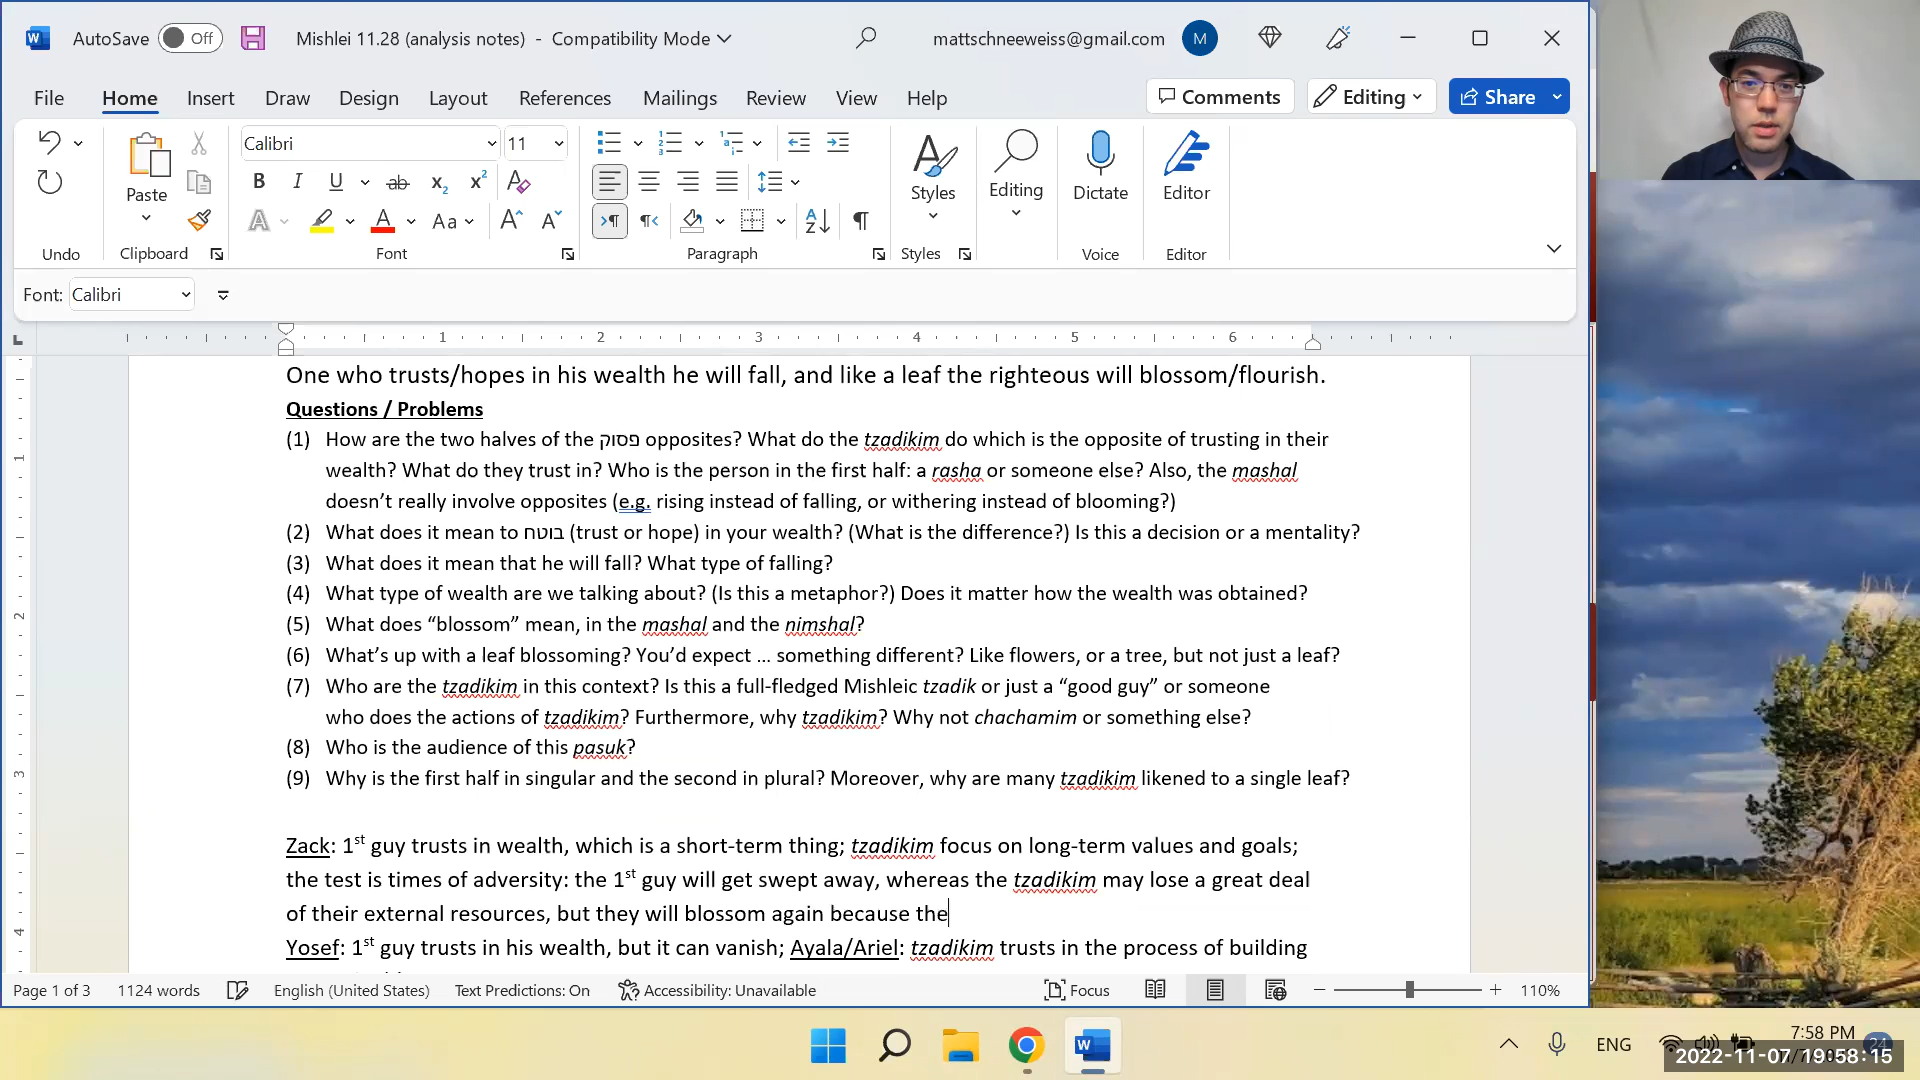 AutoSave Off Mishlei 11.28 (analysis notes) - Compatibility Mode mattschneeweiss@gmail.com M
File Home Insert Draw Design Layout References Mailings Review View Help Comments Editing Share
Calibri 11
Paste Styles Editing Dictate Editor
Undo Clipboard Font Paragraph Styles Voice Editor
Font: Calibri
1 2 3 4 5 6
One who trusts/hopes in his wealth he will fall, and like a leaf the righteous will blossom/flourish.
Questions / Problems
(1) How are the two halves of the פסוק opposites? What do the tzadikim do which is the opposite of trusting in their
wealth? What do they trust in? Who is the person in the first half: a rasha or someone else? Also, the mashal
doesn’t really involve opposites (e.g. rising instead of falling, or withering instead of blooming?)
(2) What does it mean to בוטח (trust or hope) in your wealth? (What is the difference?) Is this a decision or a mentality?
(3) What does it mean that he will fall? What type of falling?
(4) What type of wealth are we talking about? (Is this a metaphor?) Does it matter how the wealth was obtained?
(5) What does “blossom” mean, in the mashal and the nimshal?
(6) What’s up with a leaf blossoming? You’d expect … something different? Like flowers, or a tree, but not just a leaf?
(7) Who are the tzadikim in this context? Is this a full-fledged Mishleic tzadik or just a “good guy” or someone
who does the actions of tzadikim? Furthermore, why tzadikim? Why not chachamim or something else?
(8) Who is the audience of this pasuk?
(9) Why is the first half in singular and the second in plural? Moreover, why are many tzadikim likened to a single leaf?
Zack: 1st guy trusts in wealth, which is a short-term thing; tzadikim focus on long-term values and goals;
the test is times of adversity: the 1st guy will get swept away, whereas the tzadikim may lose a great deal
of their external resources, but they will blossom again because the
Yosef: 1st guy trusts in his wealth, but it can vanish; Ayala/Ariel: tzadikim trusts in the process of building
Page 1 of 3 1124 words English (United States) Text Predictions: On Accessibility: Unavailable Focus 110%
ENG 7:58 PM
2022-11-07 19:58:15